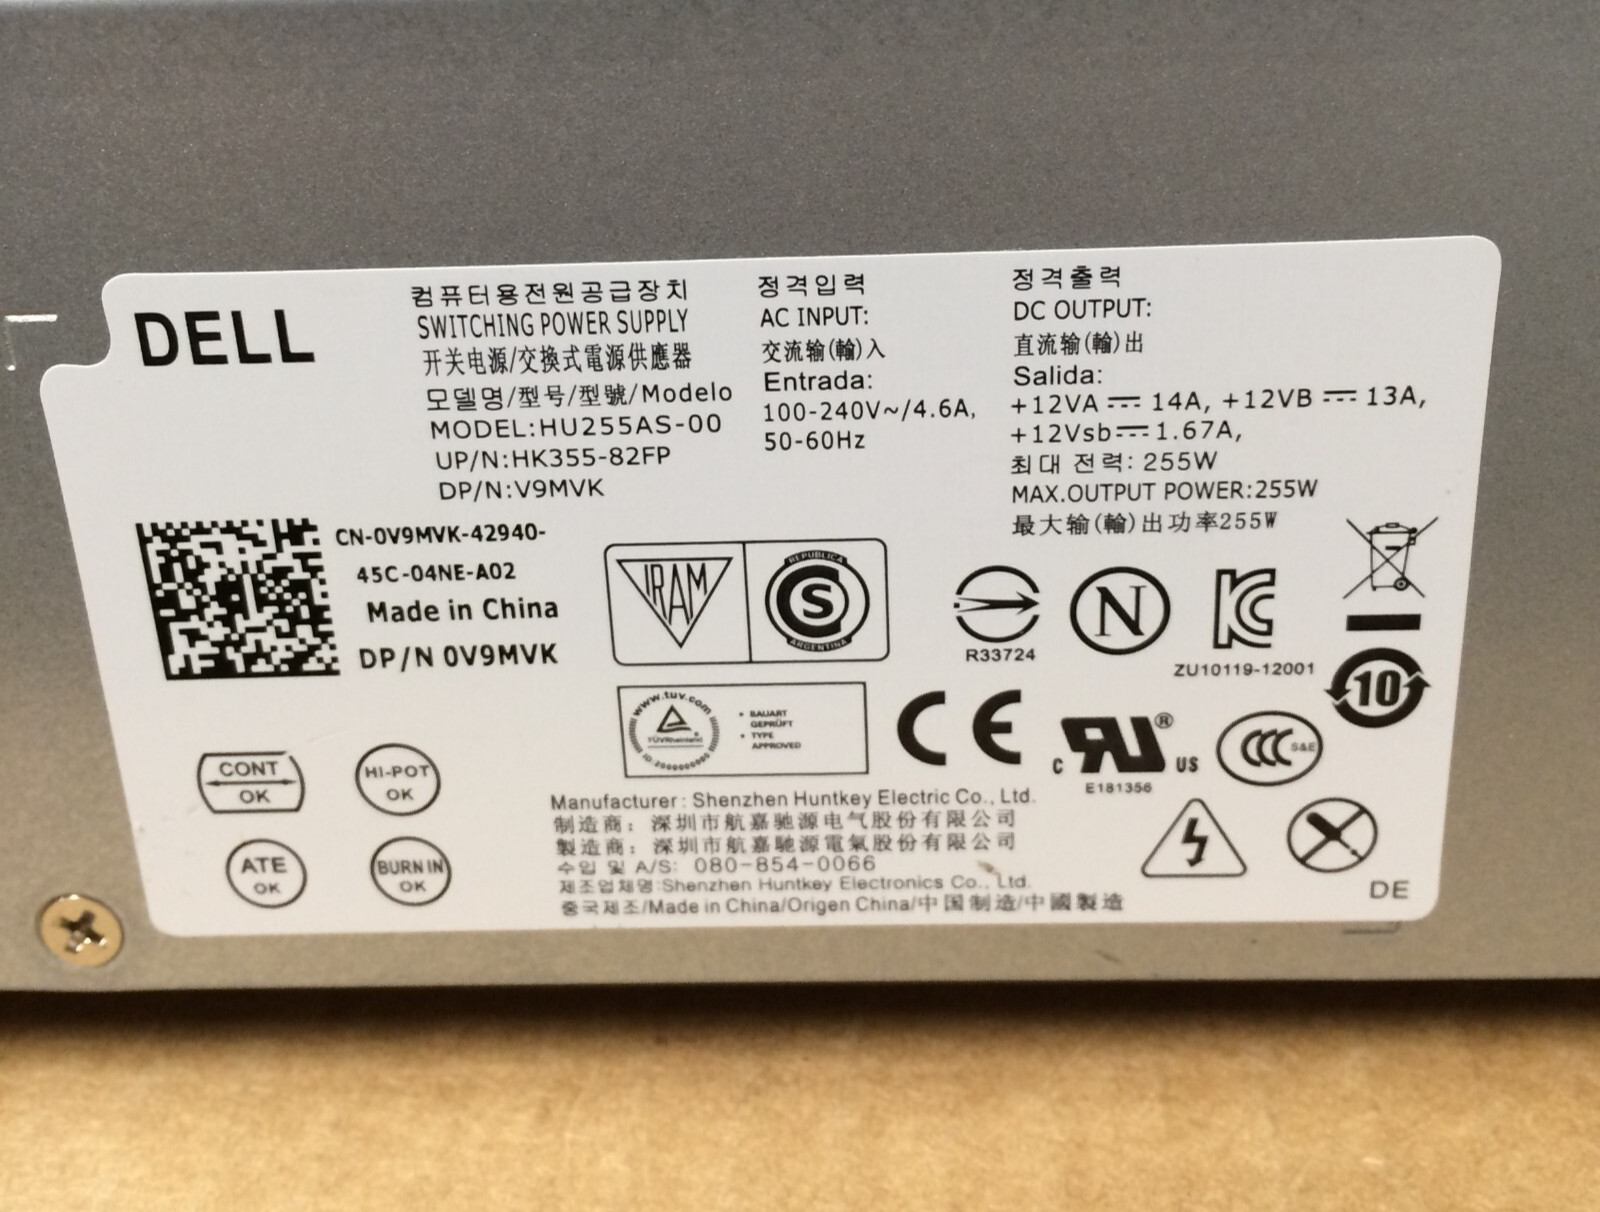 DELL
컴퓨터용전원공급장치
SWITCHING POWER SUPPLY
开关电源/交換式電源供應器
모델명/型号/型號/Modelo
MODEL:HU255AS-00
UP/N:HK355-82FP
DP/N:V9MVK
정격입력
AC INPUT:
交流输(輸)入
Entrada:
100-240V~/4.6A,
50-60Hz
정격출력
DC OUTPUT:
直流输(輸)出
Salida:
+12VA ⎓ 14A, +12VB ⎓ 13A,
+12Vsb⎓1.67A,
최대 전력: 255W
MAX.OUTPUT POWER:255W
最大输(輸)出功率255W
CN-0V9MVK-42940-
45C-04NE-A02
Made in China
DP/N 0V9MVK
IRAM
REPUBLICA
S
ARGENTINA
R33724
N
KC
ZU10119-12001
10
www.tuv.com
TÜVRheinland
ID:2000000000
• BAUART
GEPRÜFT
• TYPE
APPROVED
CE
c RU ® US
E181356
CCC S&E
CONT
OK
HI-POT
OK
ATE
OK
BURN IN
OK
Manufacturer: Shenzhen Huntkey Electric Co., Ltd.
制造商：深圳市航嘉驰源电气股份有限公司
製造商：深圳市航嘉馳源電氣股份有限公司
수입 및 A/S: 080-854-0066
제조업체명:Shenzhen Huntkey Electronics Co., Ltd.
중국제조/Made in China/Origen China/中国制造/中國製造
DE